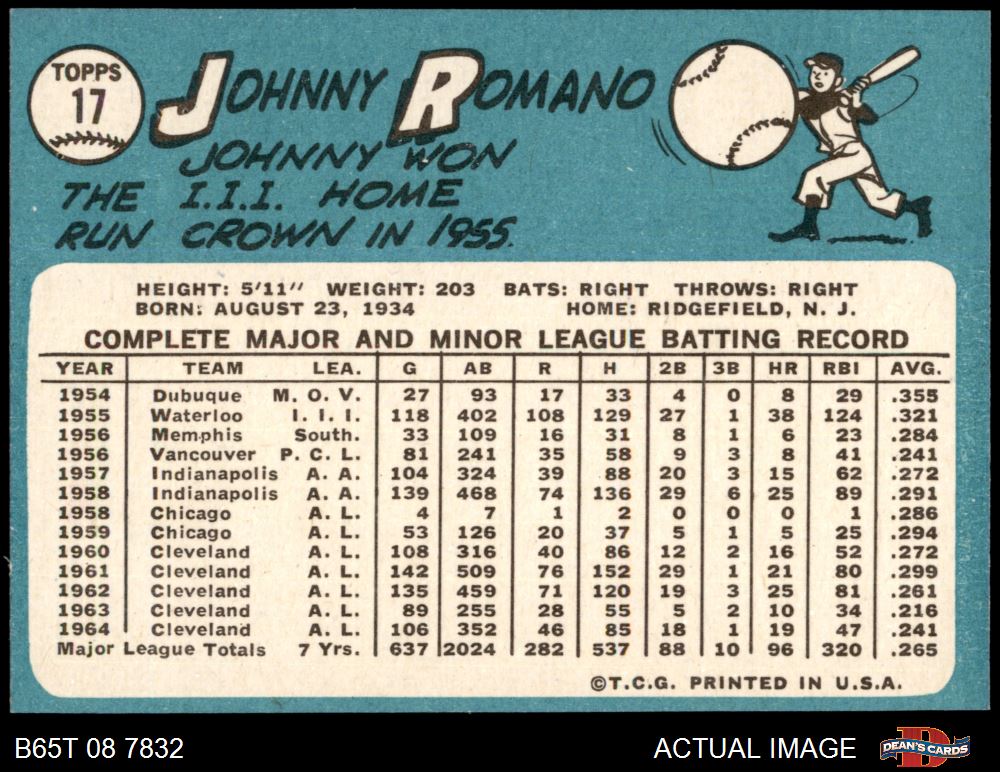 TOPPS
17
JOHNNY ROMANO
JOHNNY WON
THE I.I.I. HOME
RUN CROWN IN 1955.
HEIGHT: 5'11" WEIGHT: 203 BATS: RIGHT THROWS: RIGHT
BORN: AUGUST 23, 1934 HOME: RIDGEFIELD, N. J.
COMPLETE MAJOR AND MINOR LEAGUE BATTING RECORD
YEAR TEAM LEA. G AB R H 2B 3B HR RBI AVG.
1954 Dubuque M. O. V. 27 93 17 33 4 0 8 29 .355
1955 Waterloo I. I. I. 118 402 108 129 27 1 38 124 .321
1956 Memphis South. 33 109 16 31 8 1 6 23 .284
1956 Vancouver P. C. L. 81 241 35 58 9 3 8 41 .241
1957 Indianapolis A. A. 104 324 39 88 20 3 15 62 .272
1958 Indianapolis A. A. 139 468 74 136 29 6 25 89 .291
1958 Chicago A. L. 4 7 1 2 0 0 0 1 .286
1959 Chicago A. L. 53 126 20 37 5 1 5 25 .294
1960 Cleveland A. L. 108 316 40 86 12 2 16 52 .272
1961 Cleveland A. L. 142 509 76 152 29 1 21 80 .299
1962 Cleveland A. L. 135 459 71 120 19 3 25 81 .261
1963 Cleveland A. L. 89 255 28 55 5 2 10 34 .216
1964 Cleveland A. L. 106 352 46 85 18 1 19 47 .241
Major League Totals 7 Yrs. 637 2024 282 537 88 10 96 320 .265
©T.C.G. PRINTED IN U.S.A.
B65T 08 7832 ACTUAL IMAGE DEAN'S CARDS